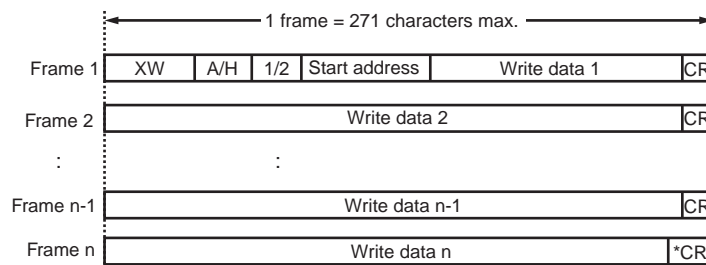 1 frame = 271 characters max.
Frame 1 XW A/H 1/2 Start address Write data 1 CR
Frame 2 Write data 2 CR
: :
Frame n-1 Write data n-1 CR
Frame n Write data n *CR